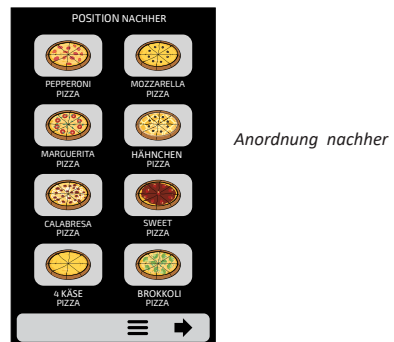 POSITION NACHHER
PEPPERONI
PIZZA
MOZZARELLA
PIZZA
MARGUERITA
PIZZA
HÄHNCHEN
PIZZA
CALABRESA
PIZZA
SWEET
PIZZA
4 KÄSE
PIZZA
BROKKOLI
PIZZA
Anordnung nachher